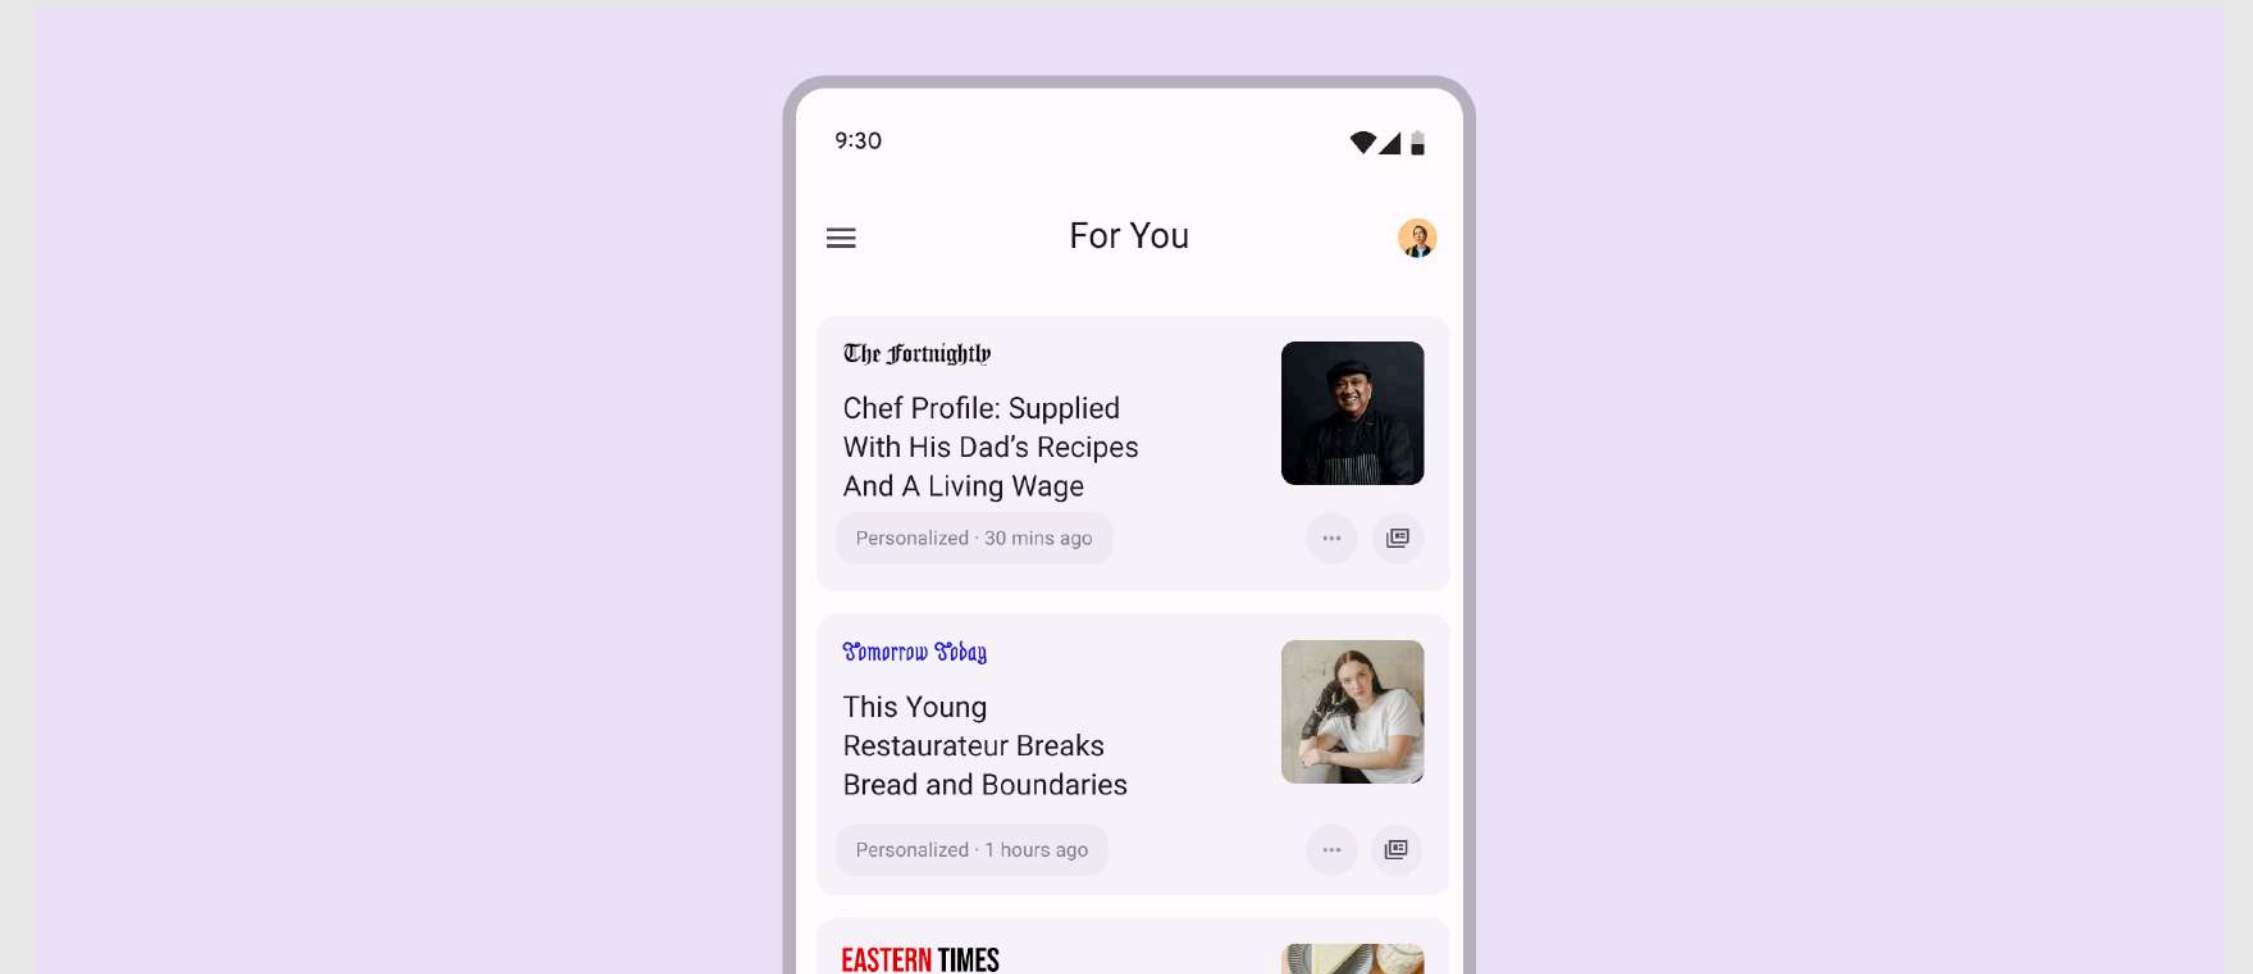 9:30
For You
The Fortnightly
Chef Profile: Supplied
With His Dad’s Recipes
And A Living Wage
Personalized · 30 mins ago
Tomorrow Today
This Young
Restaurateur Breaks
Bread and Boundaries
Personalized · 1 hours ago
EASTERN TIMES